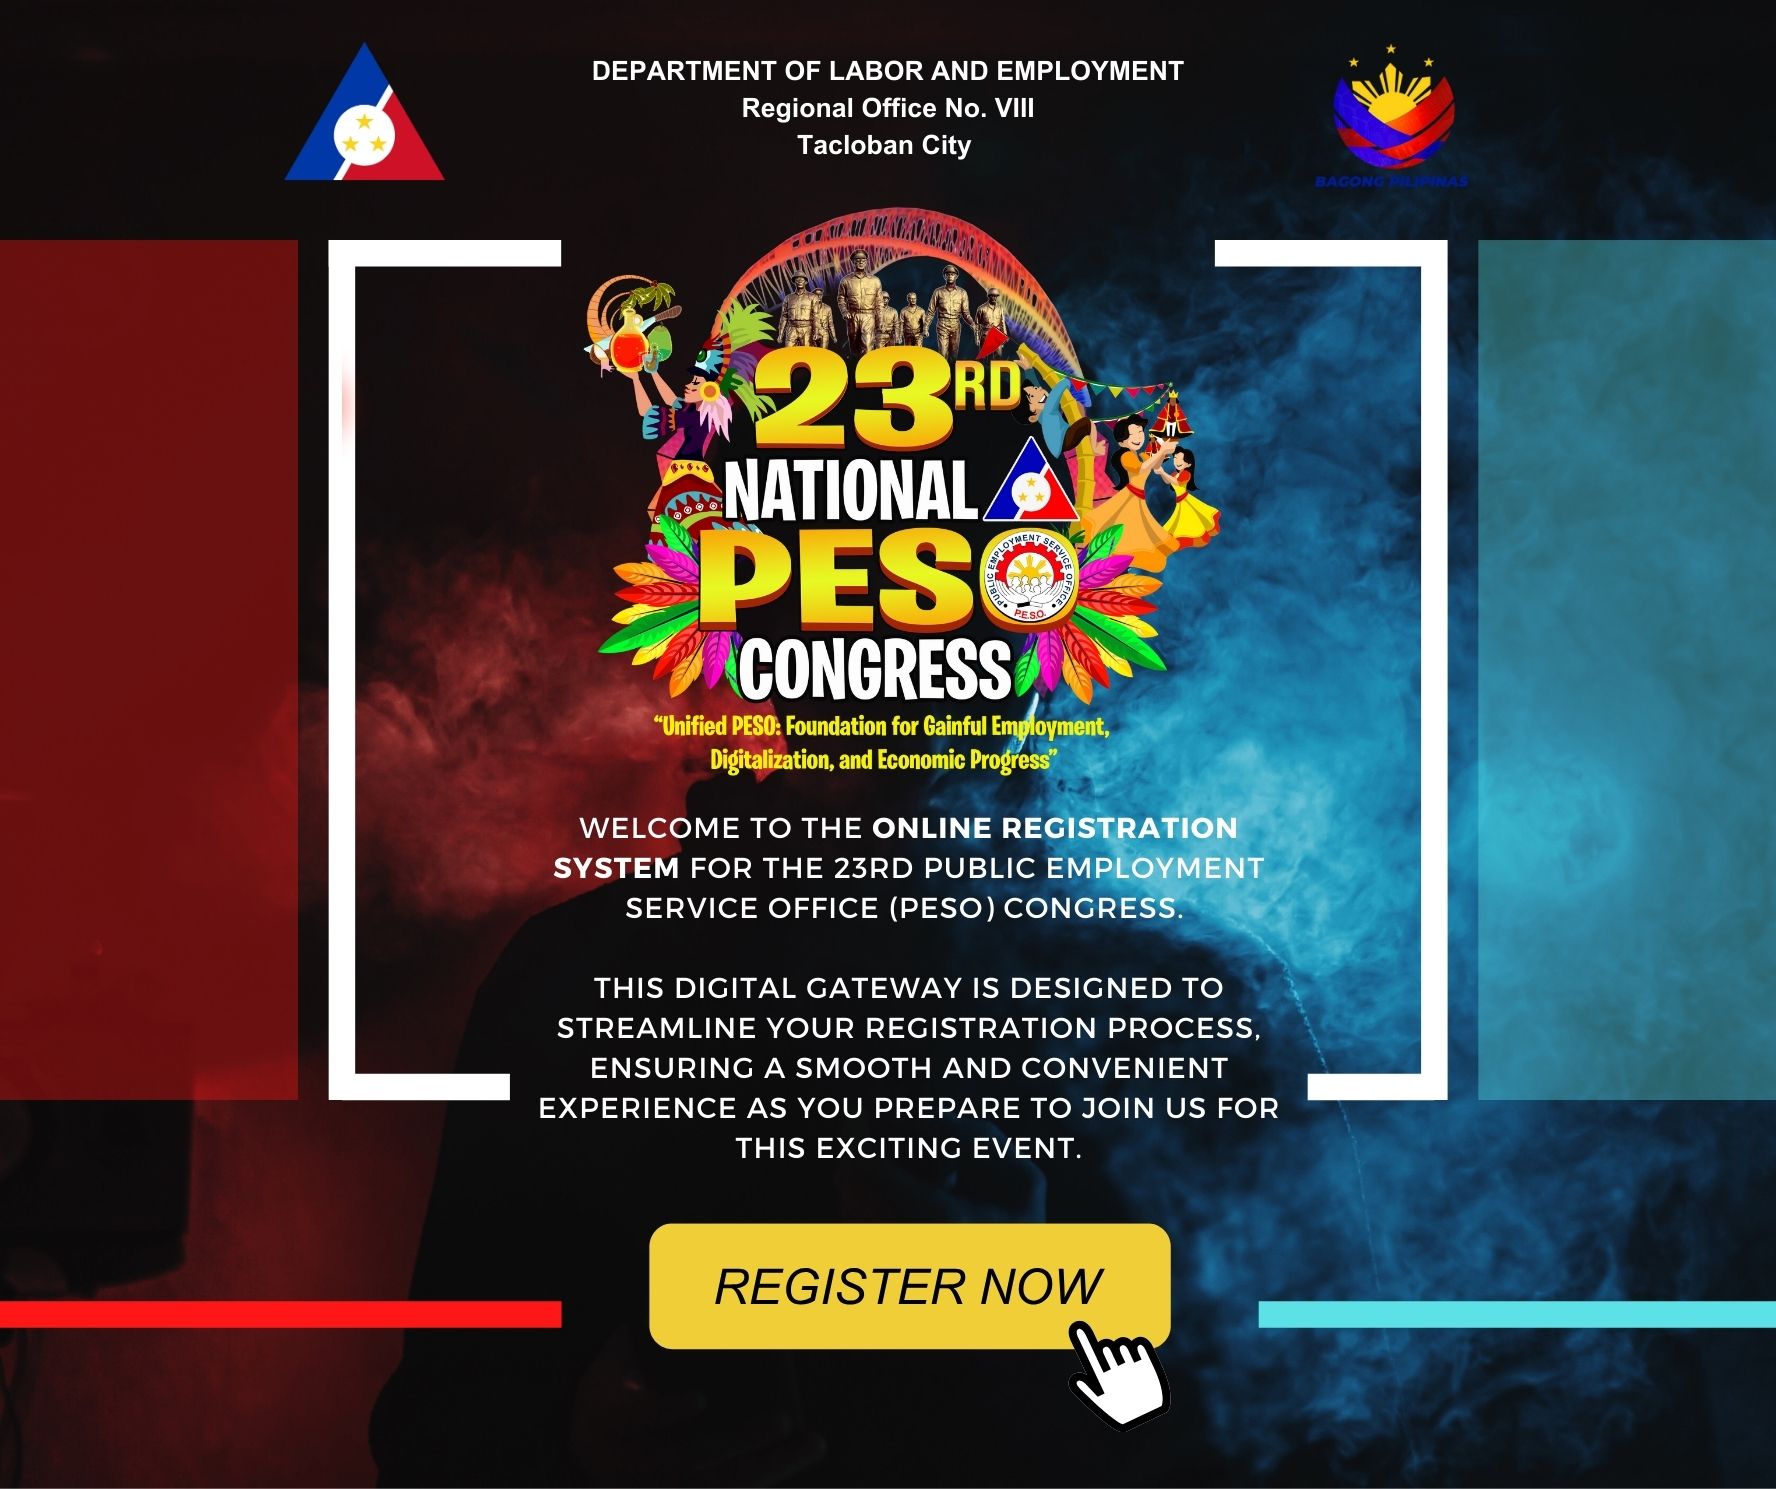 DEPARTMENT OF LABOR AND EMPLOYMENT
Regional Office No. VIII
Tacloban City
BAGONG PILIPINAS
23RD
NATIONAL
PESO
PUBLIC EMPLOYMENT SERVICE OFFICE
P.E.S.O.
CONGRESS
“Unified PESO: Foundation for Gainful Employment,
Digitalization, and Economic Progress”
WELCOME TO THE ONLINE REGISTRATION
SYSTEM FOR THE 23RD PUBLIC EMPLOYMENT
SERVICE OFFICE (PESO) CONGRESS.
THIS DIGITAL GATEWAY IS DESIGNED TO
STREAMLINE YOUR REGISTRATION PROCESS,
ENSURING A SMOOTH AND CONVENIENT
EXPERIENCE AS YOU PREPARE TO JOIN US FOR
THIS EXCITING EVENT.
REGISTER NOW